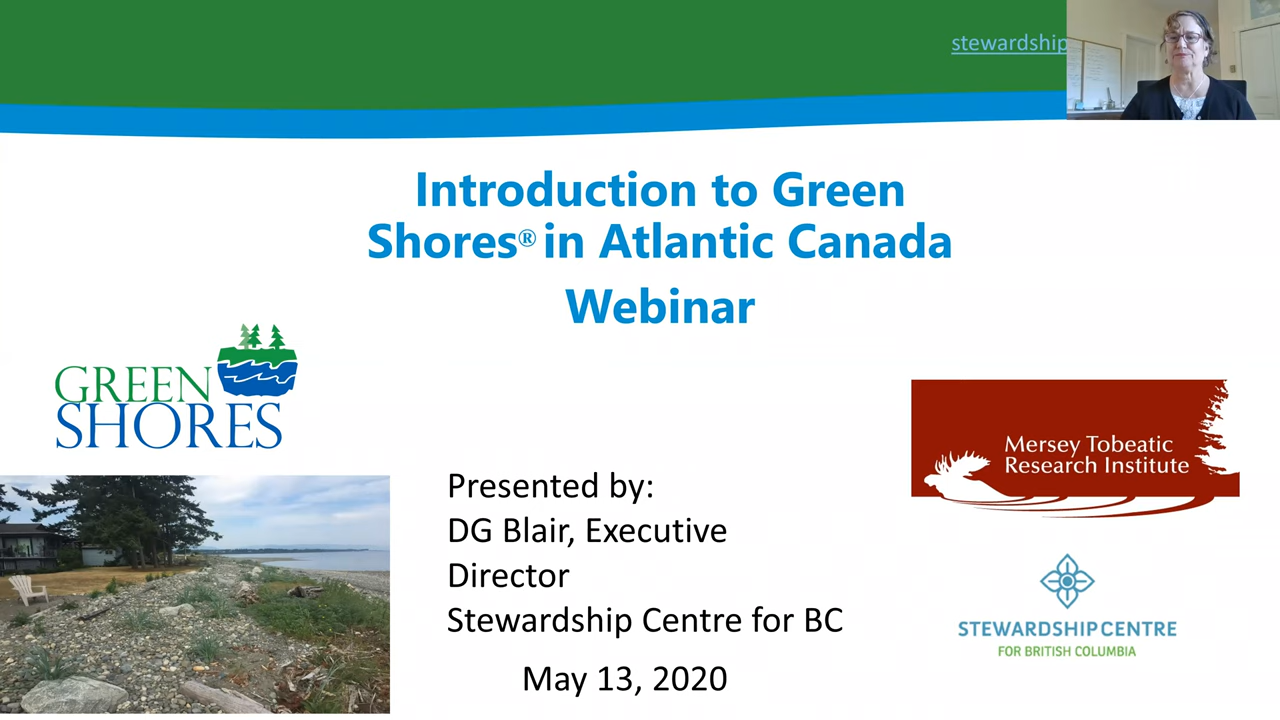 stewardship
Introduction to Green
Shores® in Atlantic Canada
Webinar
GREEN
SHORES
Mersey Tobeatic
Research Institute
Presented by:
DG Blair, Executive
Director
Stewardship Centre for BC
May 13, 2020
STEWARDSHIP CENTRE
FOR BRITISH COLUMBIA